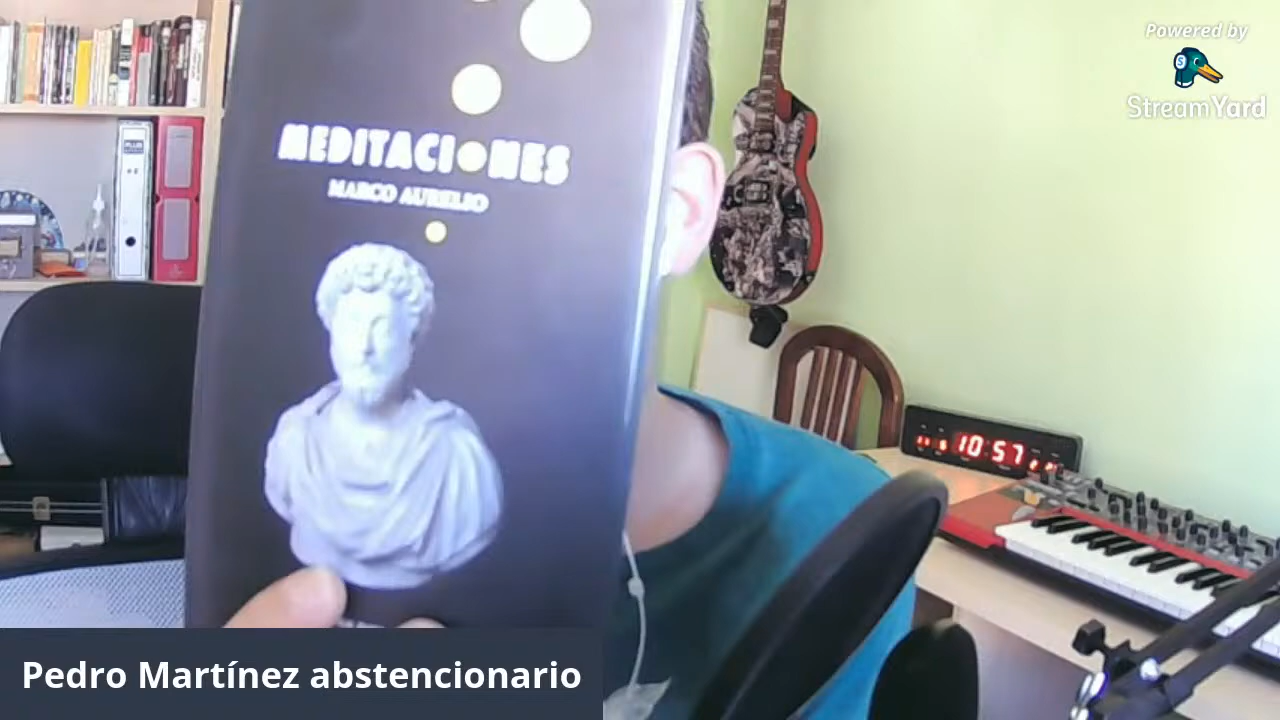 Powered by
StreamYard
MEDITACIONES
MARCO AURELIO
10:57
Pedro Martínez abstencionario